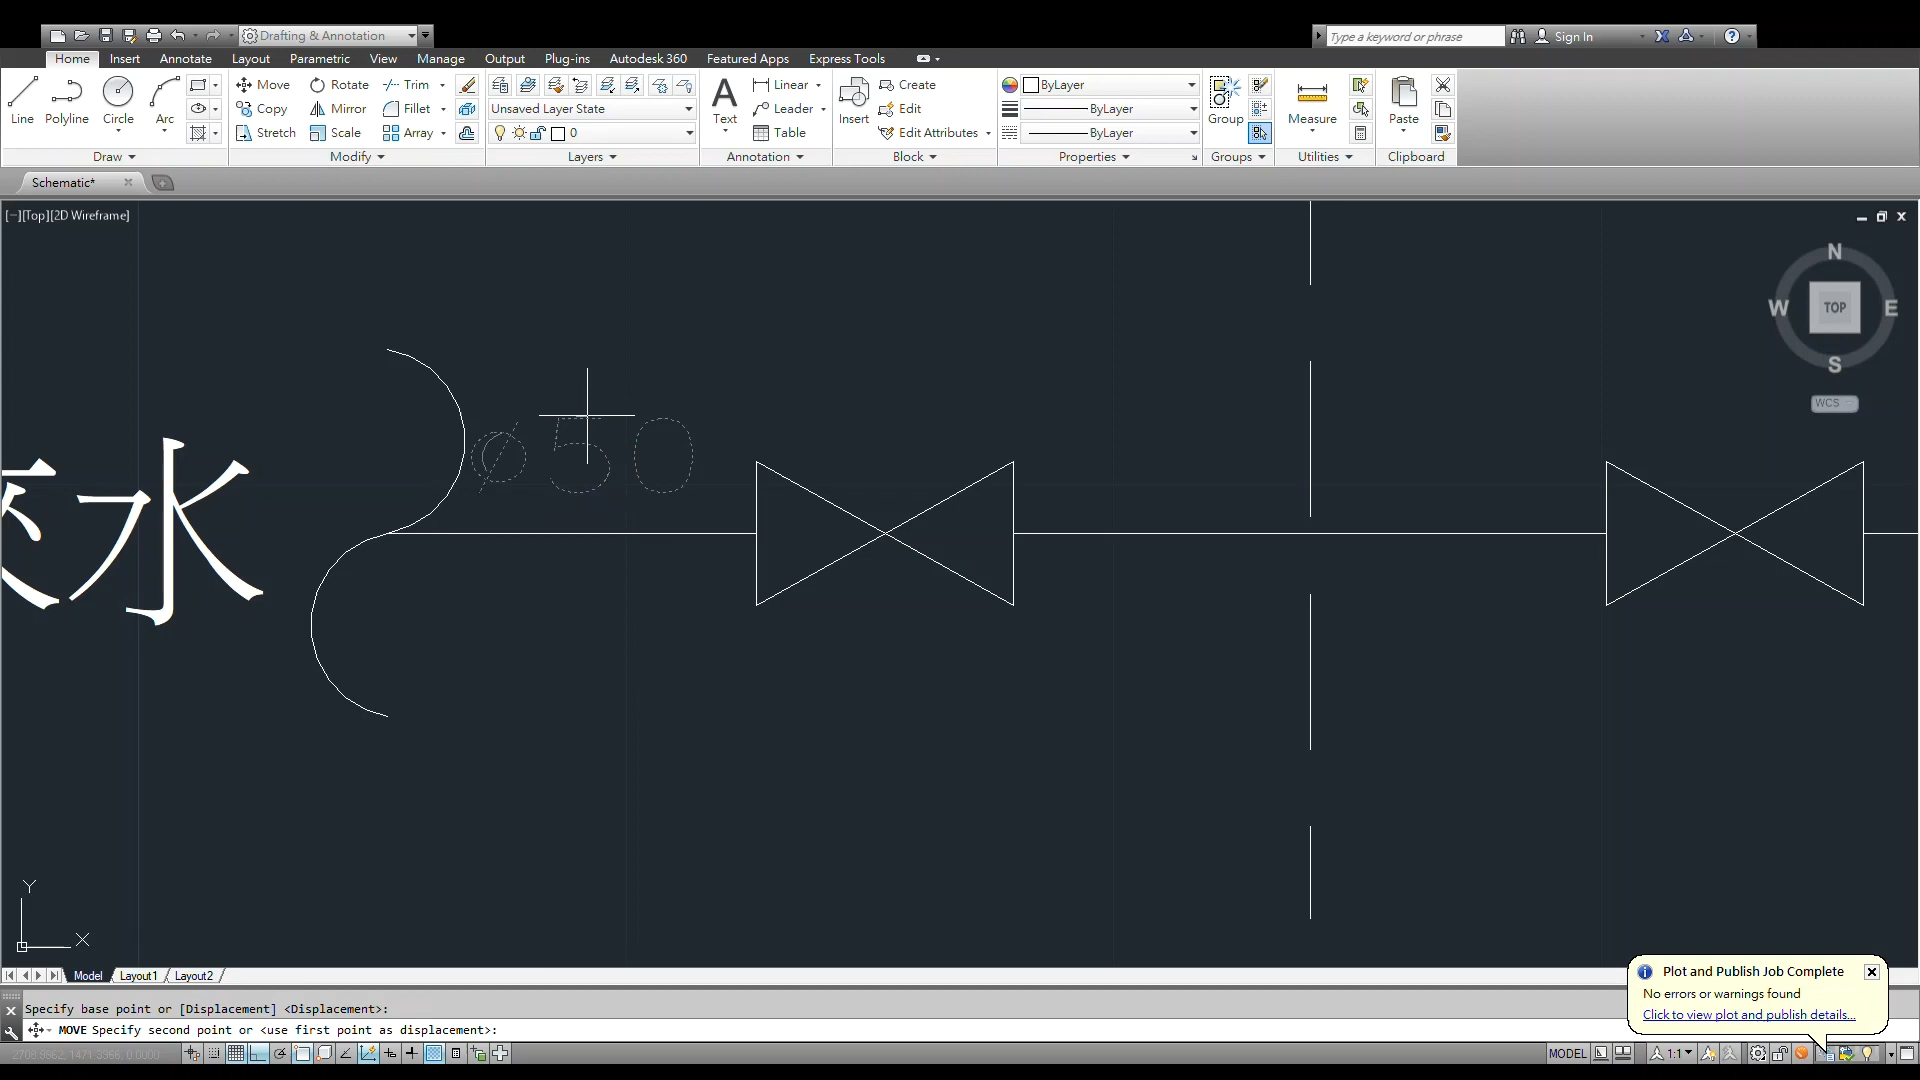 Drafting & Annotation
Type a keyword or phrase
Sign In
Home Insert Annotate Layout Parametric View Manage Output Plug-ins Autodesk 360 Featured Apps Express Tools
Line Polyline Circle Arc
Move Rotate Trim
Copy Mirror Fillet
Stretch Scale Array
Unsaved Layer State
0
Text
Linear
Leader
Table
Insert
Create
Edit
Edit Attributes
ByLayer
ByLayer
ByLayer
Group
Measure
Paste
Draw Modify Layers Annotation Block Properties Groups Utilities Clipboard
Schematic*
[−][Top][2D Wireframe]
N
W TOP E
S
WCS
Ø50
水
Y
X
Model Layout1 Layout2
Plot and Publish Job Complete
No errors or warnings found
Click to view plot and publish details...
Specify base point or [Displacement] <Displacement>:
MOVE Specify second point or <use first point as displacement>:
MODEL 1:1